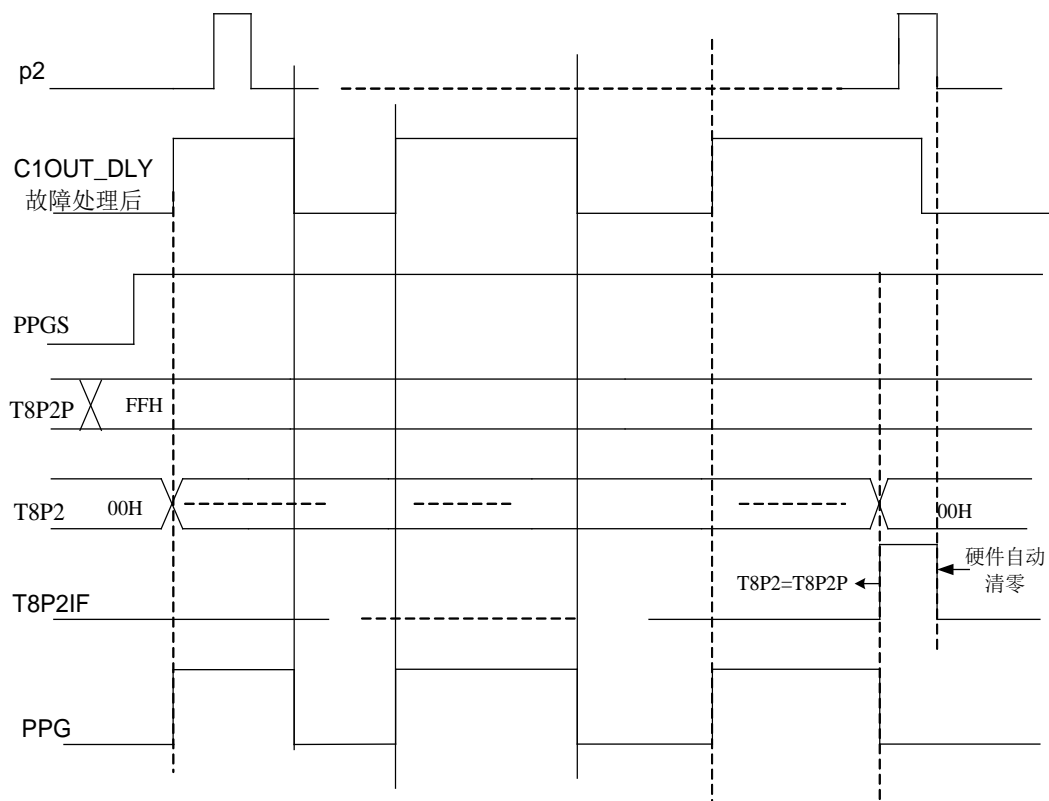 p2
C1OUT_DLY
故障处理后
PPGS
T8P2P FFH
T8P2 00H 00H
T8P2=T8P2P 硬件自动
清零
T8P2IF
PPG